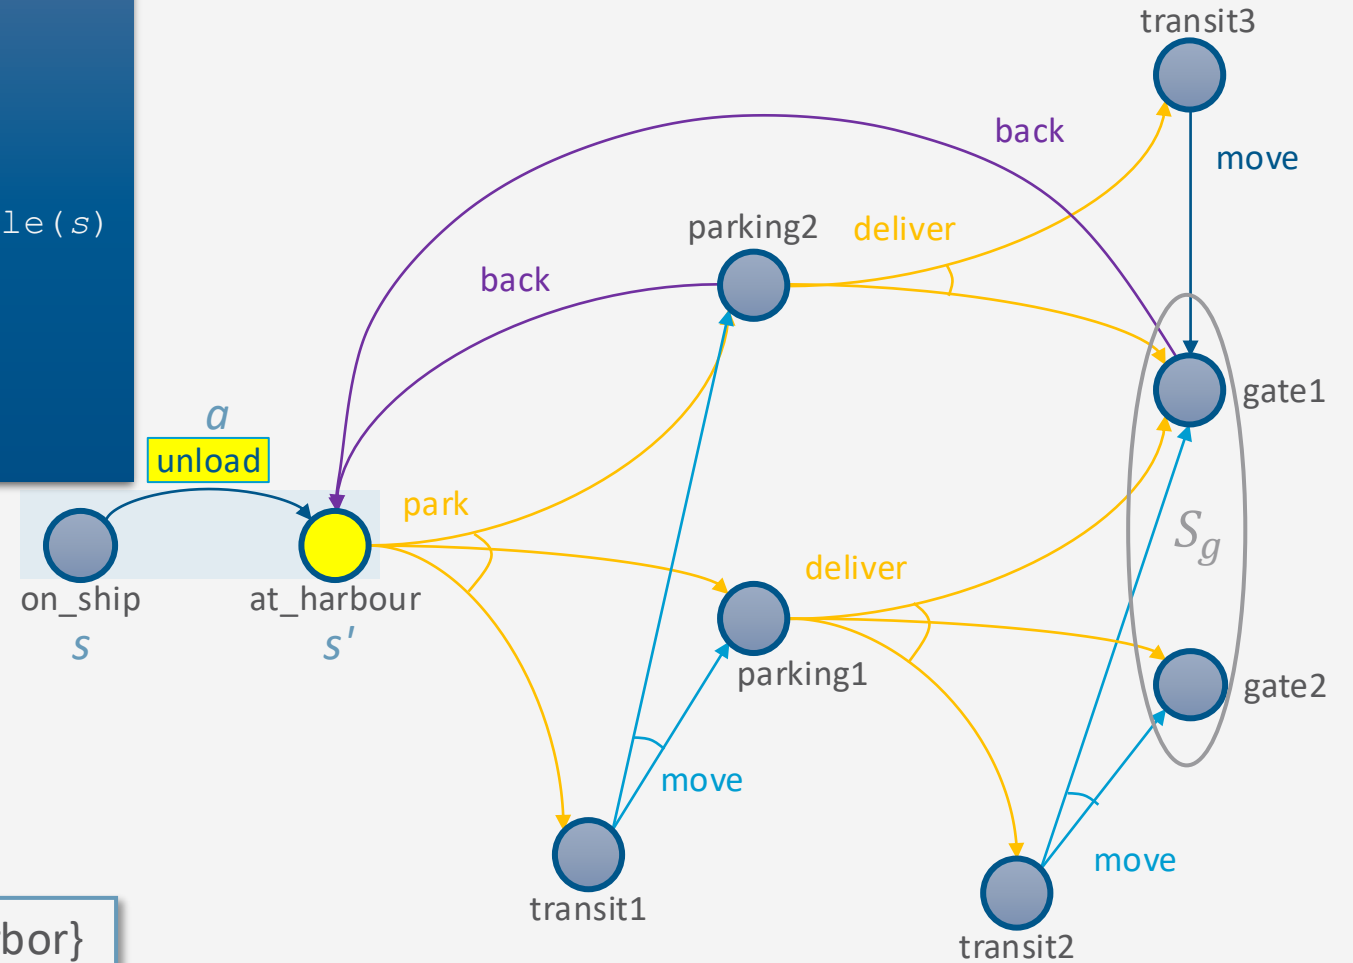 transit3
back
move
le(s)
parking2
deliver
back
gate1
a
unload
park
S_g
deliver
on_ship
at_harbour
s
s'
parking1
gate2
move
move
transit1
transit2
bor}